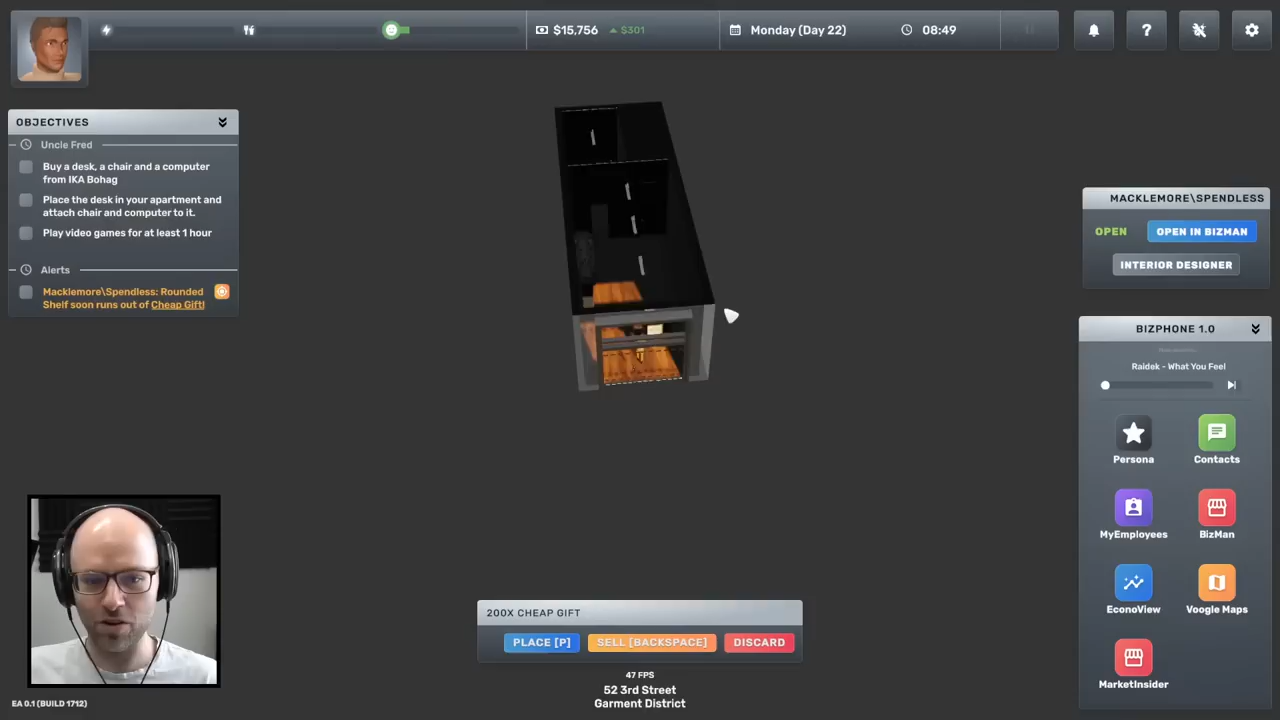 $15,756
$301
Monday (Day 22)
08:49
?
OBJECTIVES
Uncle Fred
Buy a desk, a chair and a computer
from IKA Bohag
Place the desk in your apartment and
attach chair and computer to it.
Play video games for at least 1 hour
Alerts
Macklemore\Spendless: Rounded
Shelf soon runs out of Cheap Gift!
MACKLEMORE\SPENDLESS
OPEN
OPEN IN BIZMAN
INTERIOR DESIGNER
BIZPHONE 1.0
Raidek - What You Feel
Persona
Contacts
MyEmployees
BizMan
EconoView
Voogle Maps
MarketInsider
200X CHEAP GIFT
PLACE [P]
SELL [BACKSPACE]
DISCARD
47 FPS
52 3rd Street
Garment District
EA 0.1 (BUILD 1712)